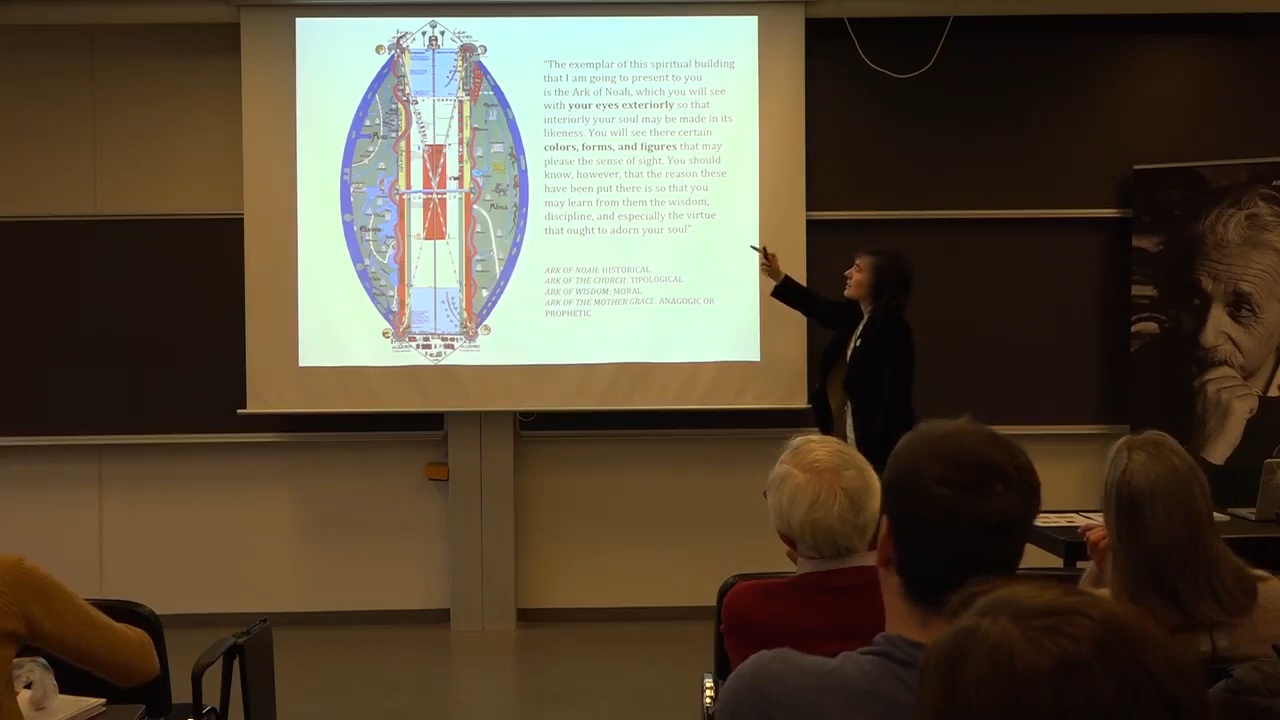 "The exemplar of this spiritual building
that I am going to present to you
is the Ark of Noah, which you will see
with your eyes exteriorly so that
interiorly your soul may be made in its
likeness. You will see there certain
colors, forms, and figures that may
please the sense of sight. You should
know, however, that the reason these
have been put there is so that you
may learn from them the wisdom,
discipline, and especially the virtue
that ought to adorn your soul".
ARK OF NOAH: HISTORICAL
ARK OF THE CHURCH: TIPOLOGICAL
ARK OF WISDOM: MORAL
ARK OF THE MOTHER GRACE: ANAGOGIC OR
PROPHETIC